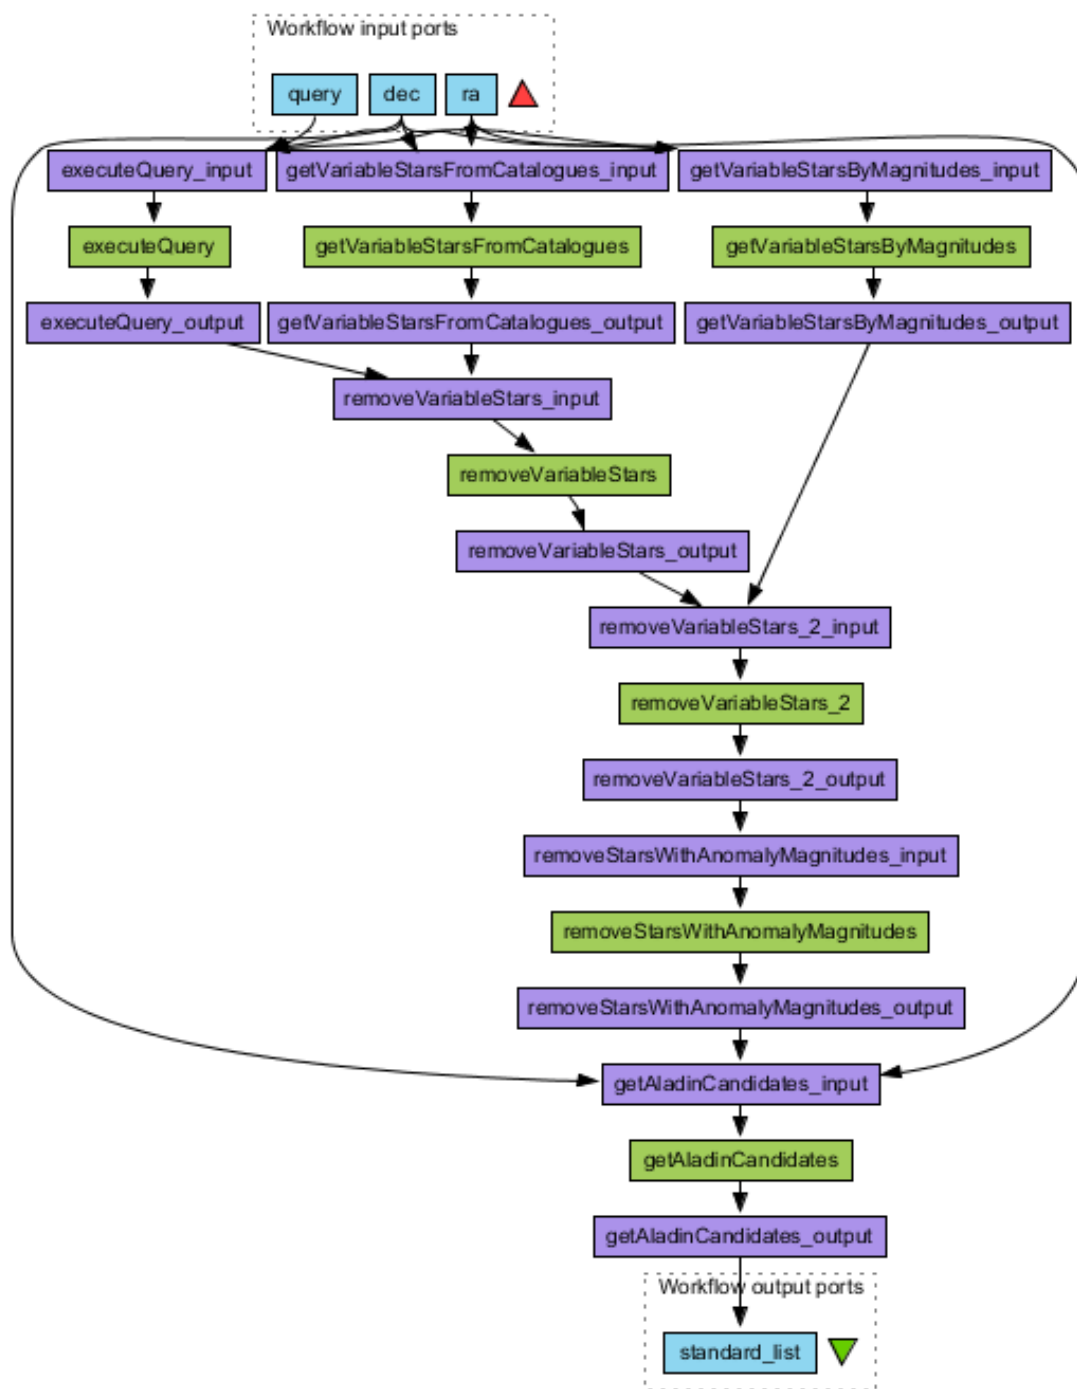 Workflow input ports
query
dec
ra
executeQuery_input
getVariableStarsFromCatalogues_input
getVariableStarsByMagnitudes_input
executeQuery
getVariableStarsFromCatalogues
getVariableStarsByMagnitudes
executeQuery_output
getVariableStarsFromCatalogues_output
getVariableStarsByMagnitudes_output
removeVariableStars_input
removeVariableStars
removeVariableStars_output
removeVariableStars_2_input
removeVariableStars_2
removeVariableStars_2_output
removeStarsWithAnomalyMagnitudes_input
removeStarsWithAnomalyMagnitudes
removeStarsWithAnomalyMagnitudes_output
getAladinCandidates_input
getAladinCandidates
getAladinCandidates_output
Workflow output ports
standard_list